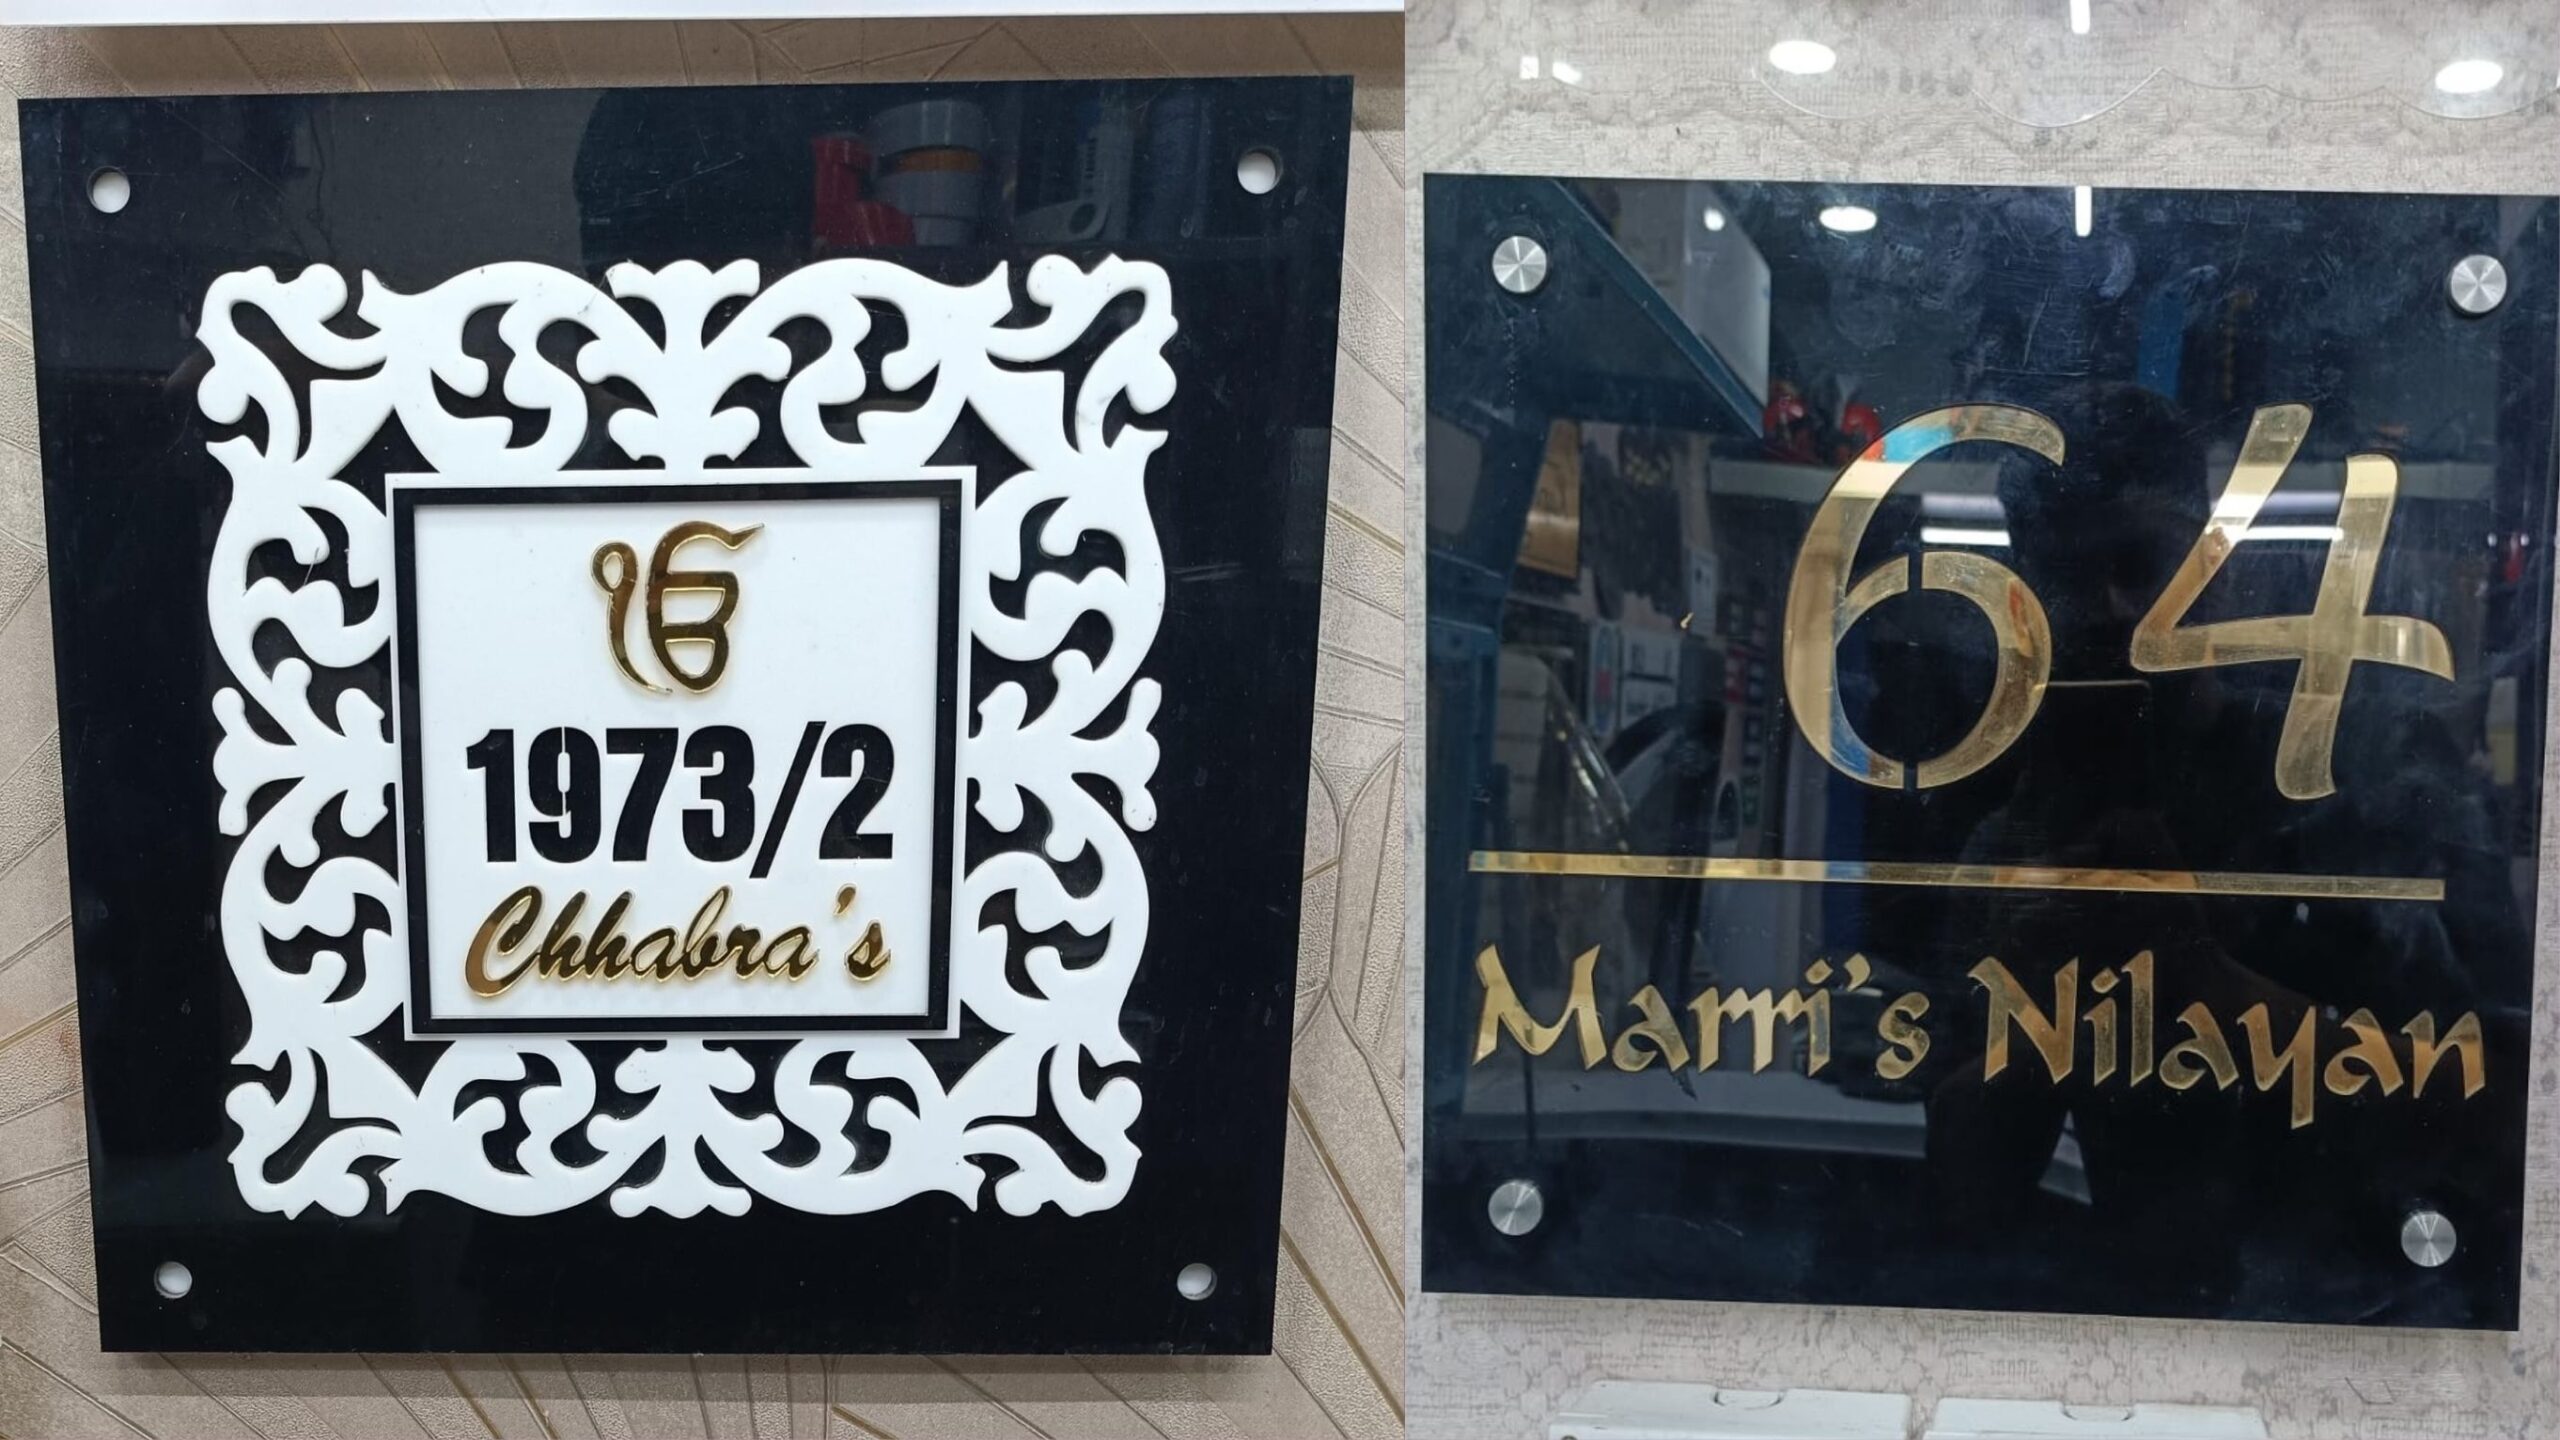 ੴ
1973/2
Chhabra's
64
Marri's Nilayan